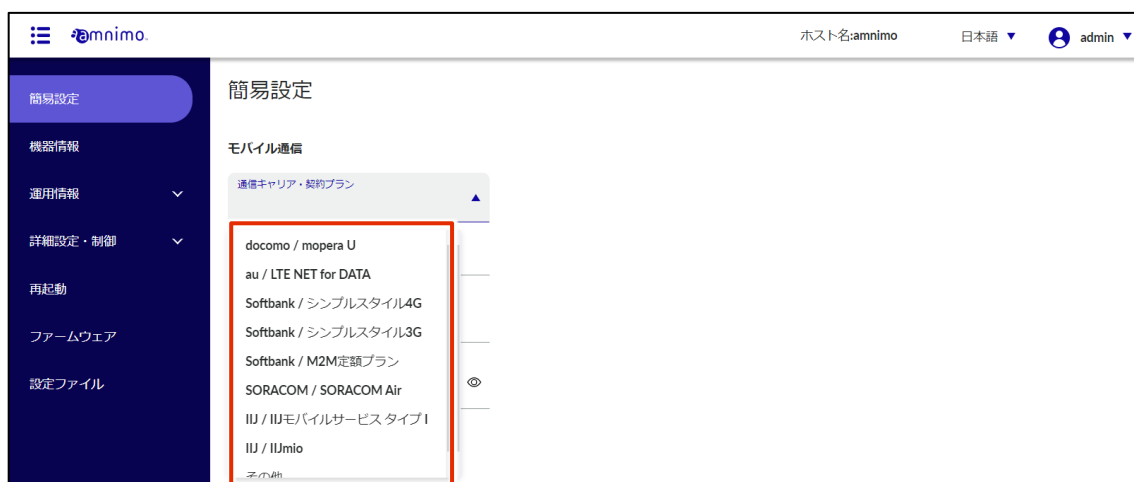 amnimo.
ホスト名:amnimo
日本語
admin
簡易設定
機器情報
運用情報
詳細設定・制御
再起動
ファームウェア
設定ファイル
簡易設定
モバイル通信
通信キャリア・契約プラン
docomo / mopera U
au / LTE NET for DATA
Softbank / シンプルスタイル4G
Softbank / シンプルスタイル3G
Softbank / M2M定額プラン
SORACOM / SORACOM Air
IIJ / IIJモバイルサービス タイプ I
IIJ / IIJmio
その他